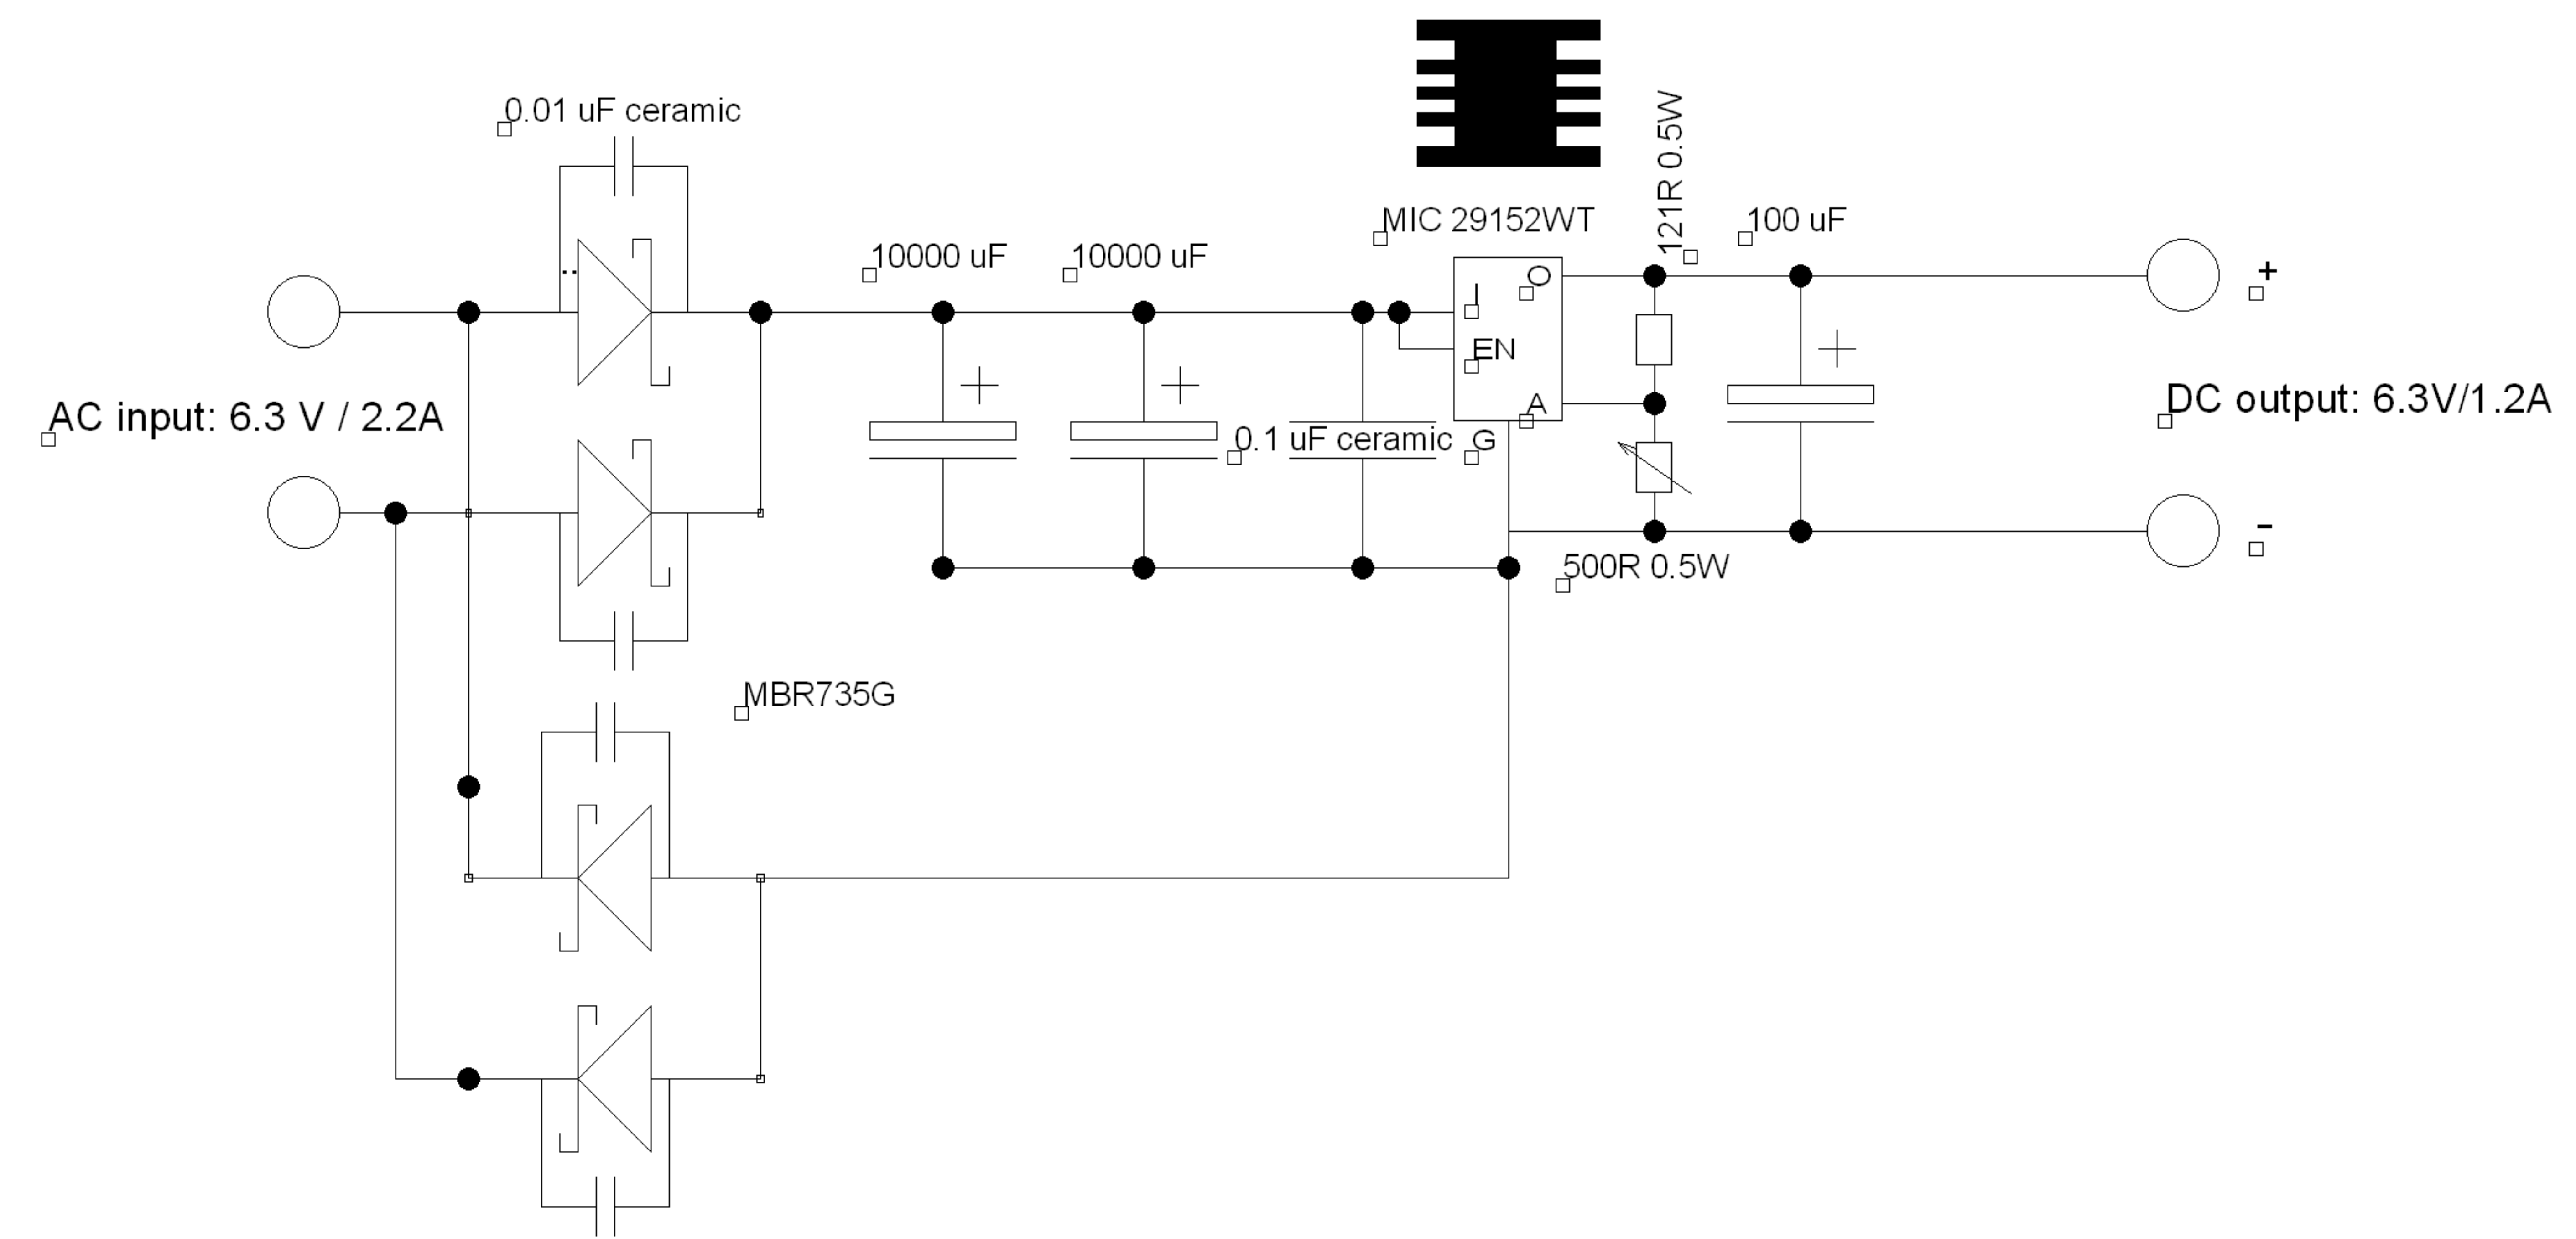 0.01 uF ceramic
121R 0.5W
MIC 29152WT
100 uF
10000 uF
10000 uF
I
O
+
EN
A
AC input: 6.3 V / 2.2A
DC output: 6.3V/1.2A
0.1 uF ceramic
G
-
500R 0.5W
MBR735G